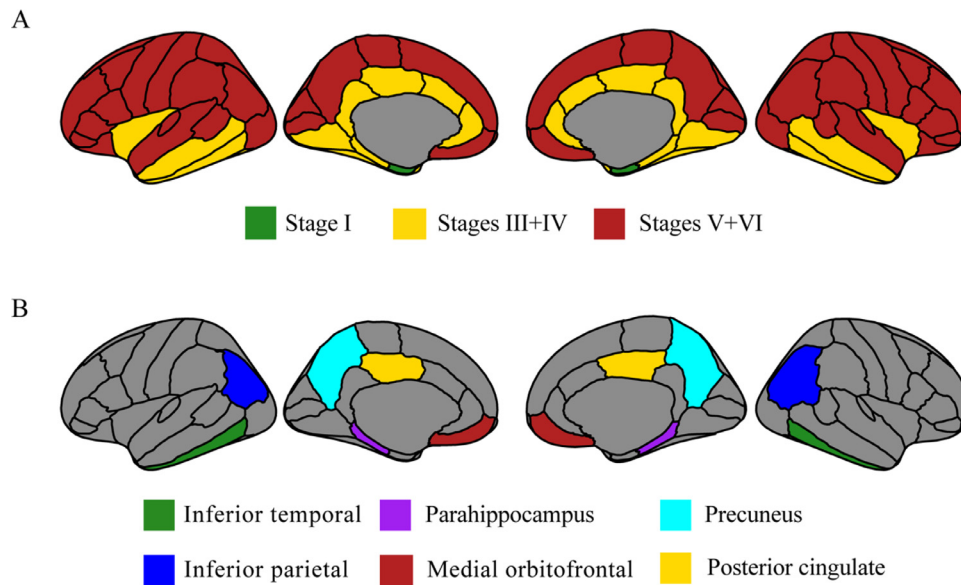 A
Stage I
Stages III+IV
Stages V+VI
B
Inferior temporal
Parahippocampus
Precuneus
Inferior parietal
Medial orbitofrontal
Posterior cingulate